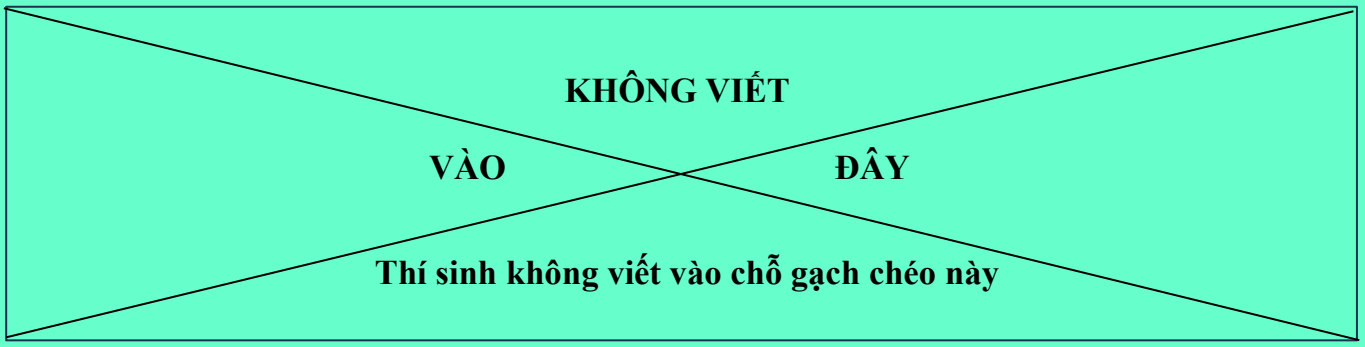 KHÔNG VIẾT
VÀO ĐÂY
Thí sinh không viết vào chỗ gạch chéo này